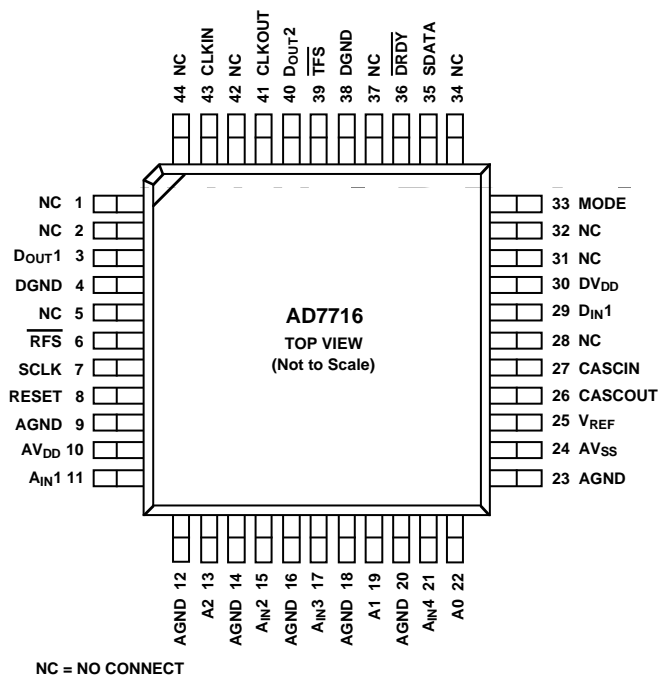 44 NC
43 CLKIN
42 NC
41 CLKOUT
40 DOUT2
39 T̅F̅S̅
38 DGND
37 NC
36 D̅R̅D̅Y̅
35 SDATA
34 NC
NC 1
NC 2
DOUT1 3
DGND 4
NC 5
R̅F̅S̅ 6
SCLK 7
RESET 8
AGND 9
AVDD 10
AIN1 11
AD7716
TOP VIEW
(Not to Scale)
33 MODE
32 NC
31 NC
30 DVDD
29 DIN1
28 NC
27 CASCIN
26 CASCOUT
25 VREF
24 AVSS
23 AGND
AGND 12
A2 13
AGND 14
AIN2 15
AGND 16
AIN3 17
AGND 18
A1 19
AGND 20
AIN4 21
A0 22
NC = NO CONNECT